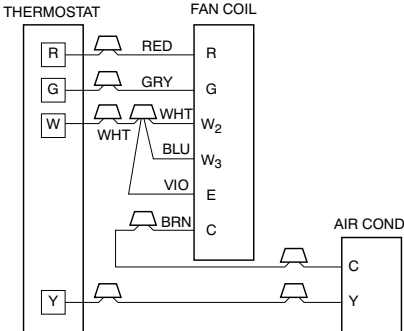 THERMOSTAT
FAN COIL
R
RED
R
G
GRY
G
W
WHT
WHT
W2
BLU
W3
VIO
E
BRN
C
AIR COND
C
Y
Y